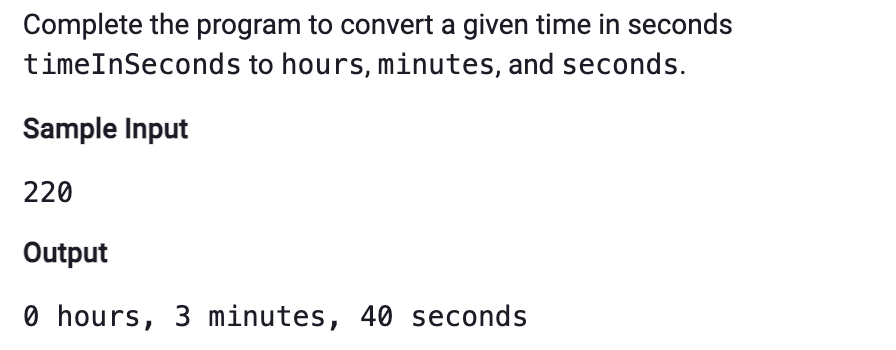 Complete the program to convert a given time in seconds
timeInSeconds to hours, minutes, and seconds.
Sample Input
220
Output
0 hours, 3 minutes, 40 seconds